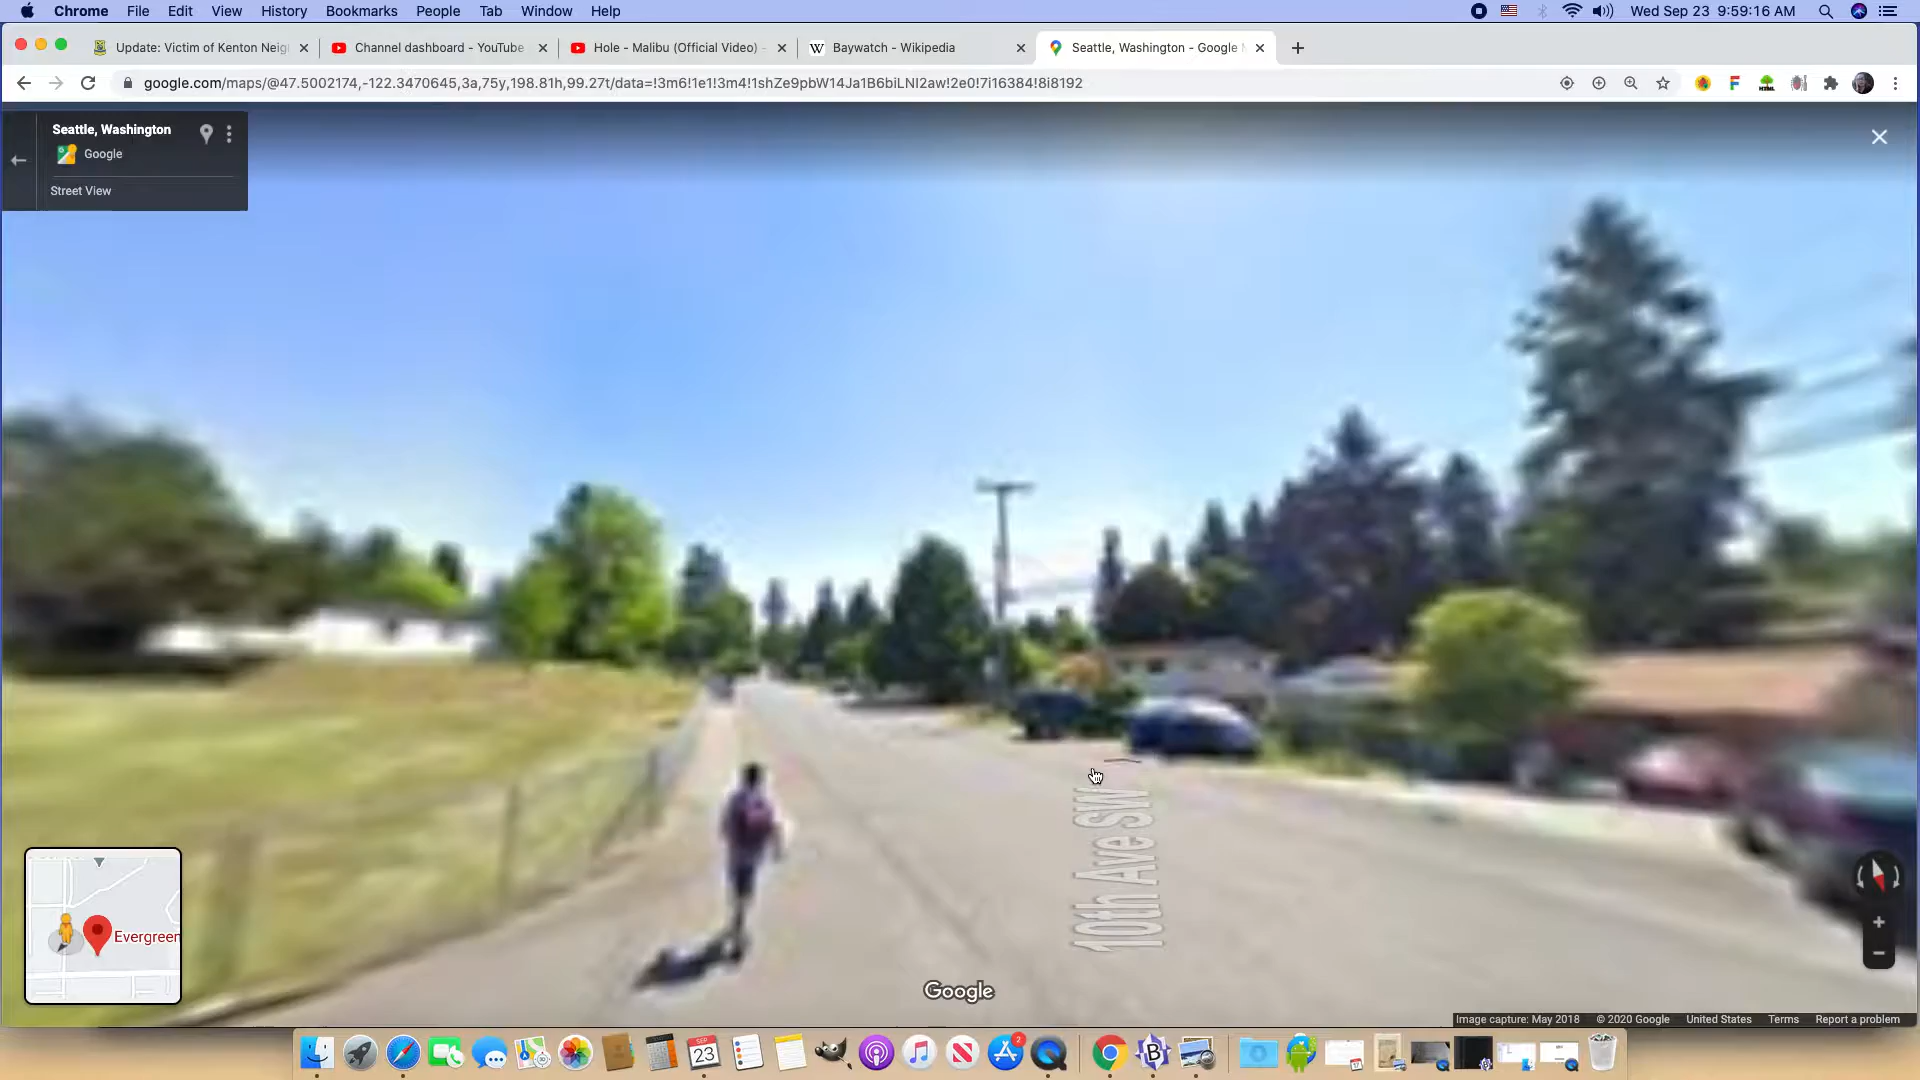 Chrome File Edit View History Bookmarks People Tab Window Help Wed Sep 23 9:59:16 AM
Update: Victim of Kenton Neig Channel dashboard - YouTube Hole - Malibu (Official Video) - Baywatch - Wikipedia Seattle, Washington - Google M
google.com/maps/@47.5002174,-122.3470645,3a,75y,198.81h,99.27t/data=!3m6!1e1!3m4!1shZe9pbW14Ja1B6biLNI2aw!2e0!7i16384!8i8192
Seattle, Washington
Google
Street View
10th Ave SW
Evergreen
Google
Image capture: May 2018 © 2020 Google United States Terms Report a problem
SEP
23
2
17